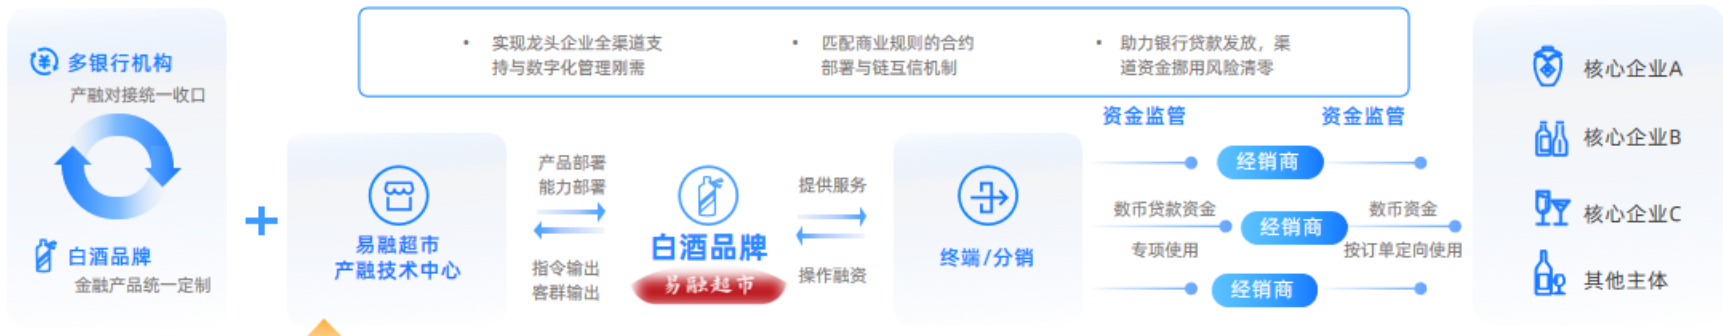 多银行机构
产融对接统一收口
白酒品牌
金融产品统一定制
• 实现龙头企业全渠道支
持与数字化管理刚需
• 匹配商业规则的合约
部署与链互信机制
• 助力银行贷款发放，渠
道资金挪用风险清零
易融超市
产融技术中心
产品部署
能力部署
指令输出
客群输出
白酒品牌
易融超市
提供服务
操作融资
终端/分销
资金监管
资金监管
经销商
数币贷款资金
专项使用
经销商
数币资金
按订单定向使用
经销商
核心企业A
核心企业B
核心企业C
其他主体